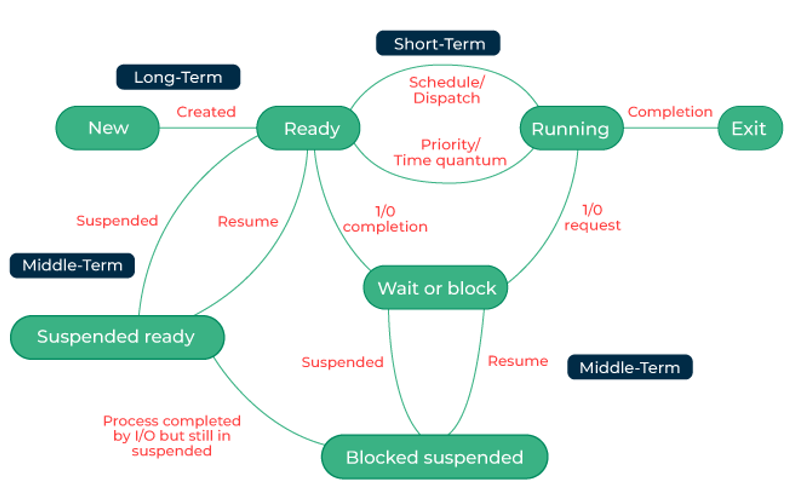 Short-Term
Long-Term
Schedule/
Dispatch
Created
Completion
New
Ready
Running
Exit
Priority/
Time quantum
Suspended
Resume
1/0
completion
1/0
request
Middle-Term
Wait or block
Suspended ready
Suspended
Resume
Middle-Term
Process completed
by I/O but still in
suspended
Blocked suspended